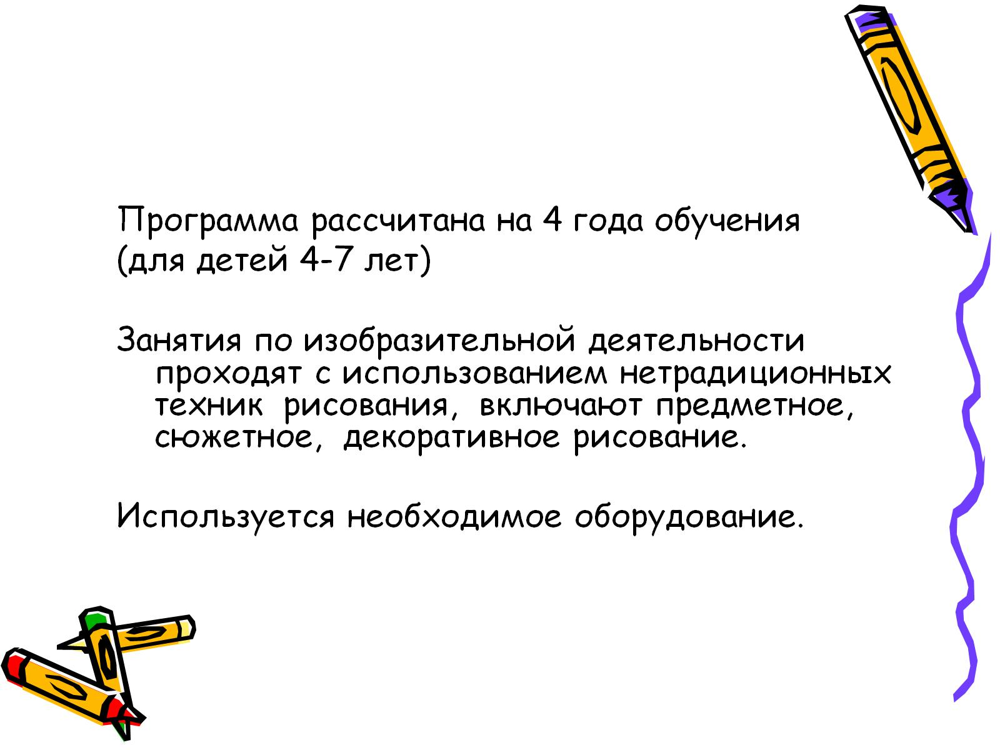 Программа рассчитана на 4 года обучения
(для детей 4-7 лет)
Занятия по изобразительной деятельности
проходят с использованием нетрадиционных
техник рисования, включают предметное,
сюжетное, декоративное рисование.
Используется необходимое оборудование.